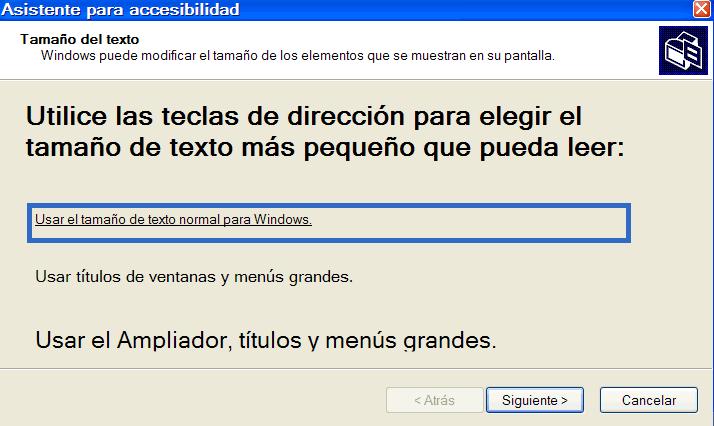 Asistente para accesibilidad
Tamaño del texto
Windows puede modificar el tamaño de los elementos que se muestran en su pantalla.
Utilice las teclas de dirección para elegir el
tamaño de texto más pequeño que pueda leer:
Usar el tamaño de texto normal para Windows.
Usar títulos de ventanas y menús grandes.
Usar el Ampliador, títulos y menús grandes.
< Atrás Siguiente > Cancelar